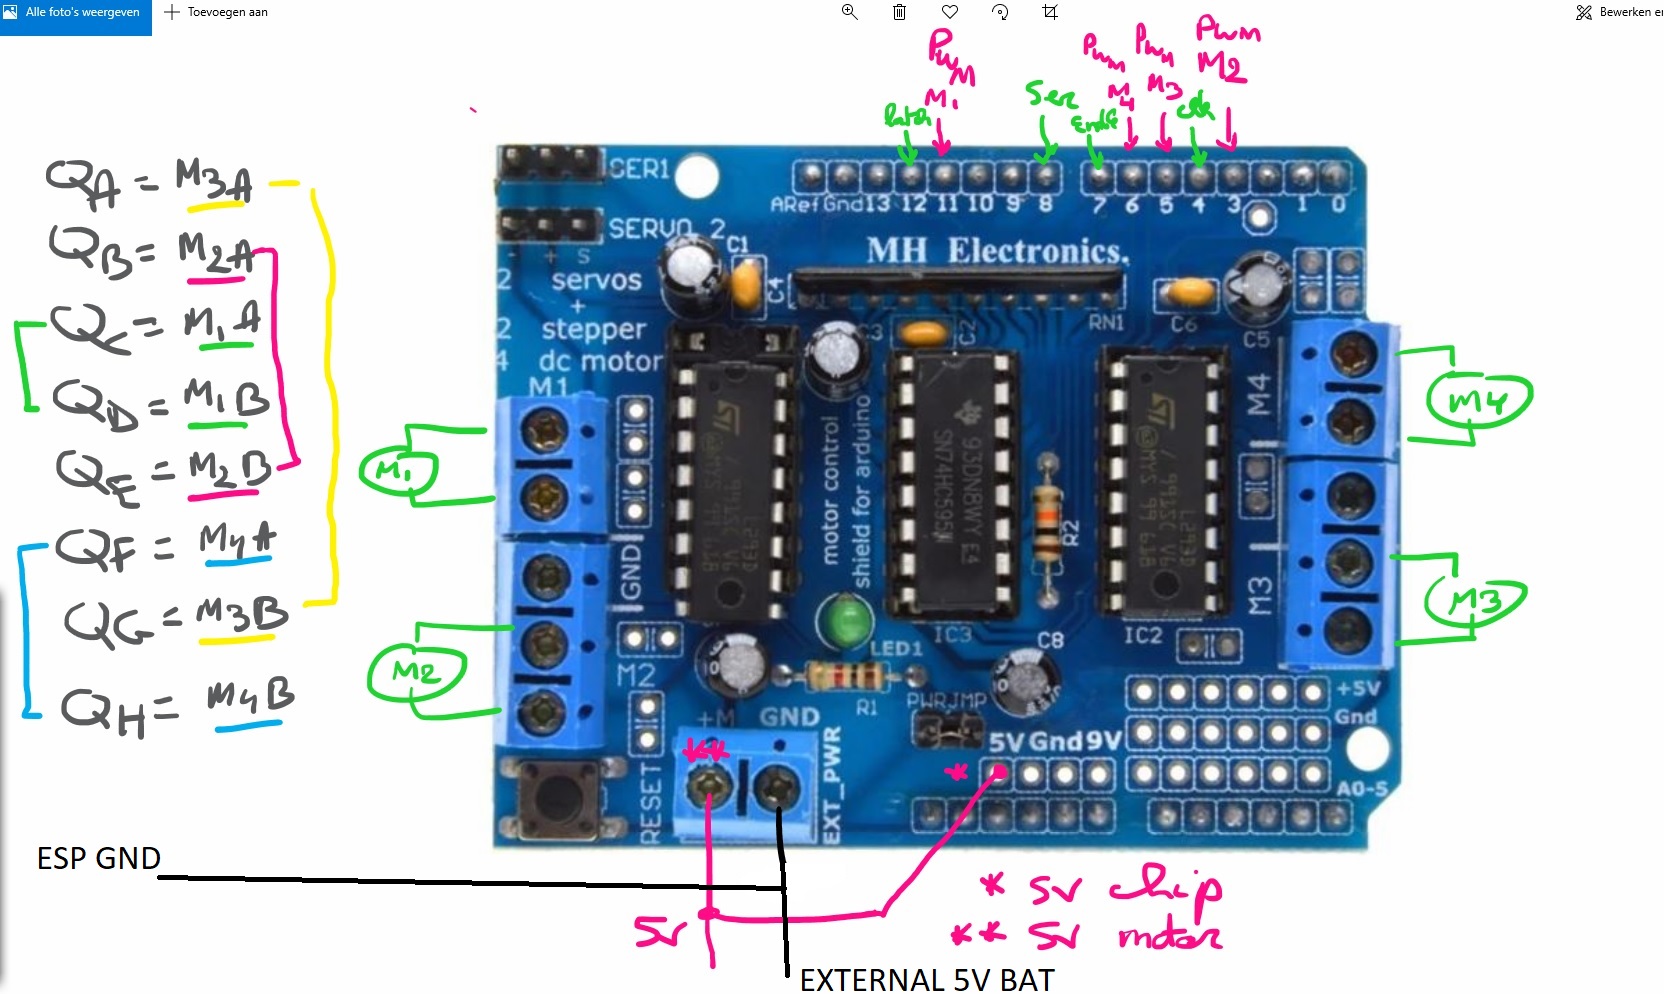 Alle foto's weergeven
Toevoegen aan
Bewerken en
PWM
M1
PWM
M4
PWM
M3
PWM
M2
Latch
Ser
Enable
clk
QA = M3A
QB = M2A
QC = M1A
QD = M1B
QE = M2B
QF = M4A
QG = M3B
QH = M4B
SER1
SERVO 2
- + S
ARef Gnd 13 12 11 10 9 8
7 6 5 4 3 1 0
MH Electronics.
2 servos
+
2 stepper
4 dc motor
C1
C4
C3
C2
RN1
C6
C5
M1
M4
M1
GND
M2
M2
M3
M4
M3
motor control
shield for arduino
SN74HC595N
L293D
L293D
R2
IC3
IC2
LED1
C8
R1
PWRJMP
+M GND
EXT_PWR
RESET
5V Gnd 9V
+5V
Gnd
A0-5
*
**
ESP GND
5V
* 5V chip
** 5V motor
EXTERNAL 5V BAT